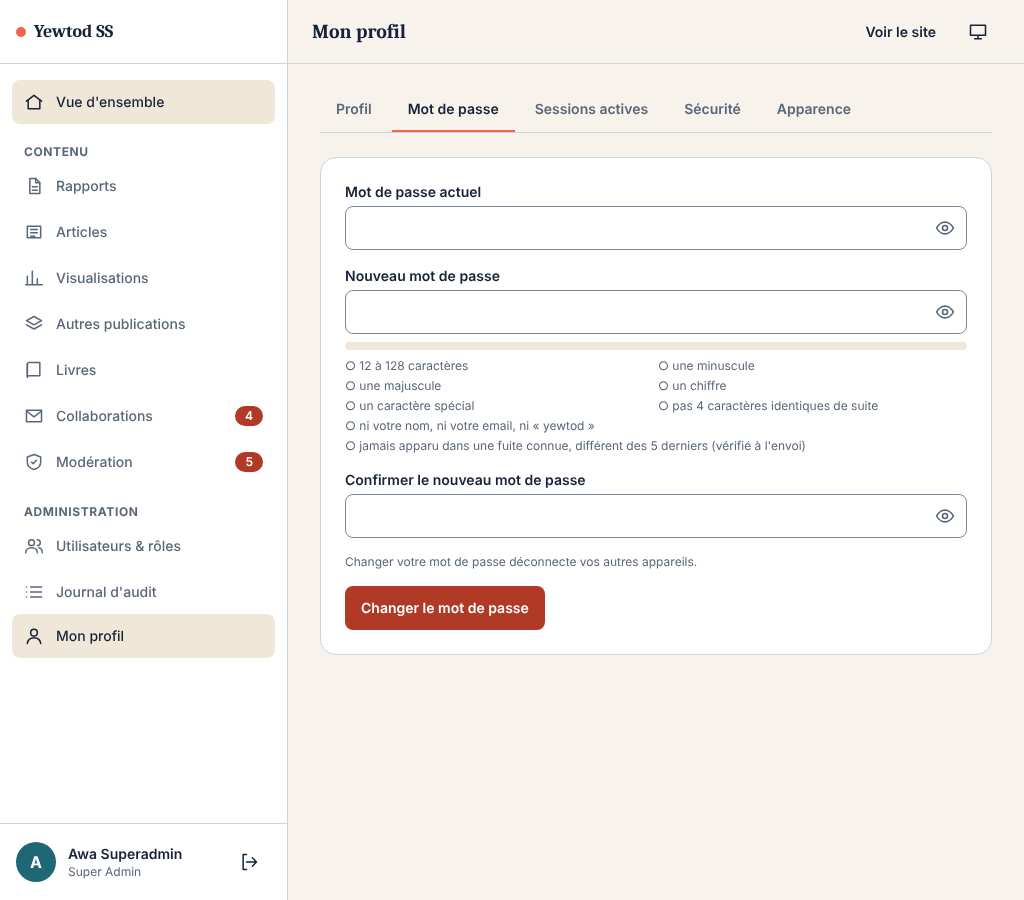 Yewtod SS
Mon profil
Voir le site
Vue d'ensemble
CONTENU
Rapports
Articles
Visualisations
Autres publications
Livres
Collaborations 4
Modération 5
ADMINISTRATION
Utilisateurs & rôles
Journal d'audit
Mon profil
A
Awa Superadmin
Super Admin
Profil Mot de passe Sessions actives Sécurité Apparence
Mot de passe actuel
Nouveau mot de passe
12 à 128 caractères une minuscule
une majuscule un chiffre
un caractère spécial pas 4 caractères identiques de suite
ni votre nom, ni votre email, ni « yewtod »
jamais apparu dans une fuite connue, différent des 5 derniers (vérifié à l'envoi)
Confirmer le nouveau mot de passe
Changer votre mot de passe déconnecte vos autres appareils.
Changer le mot de passe